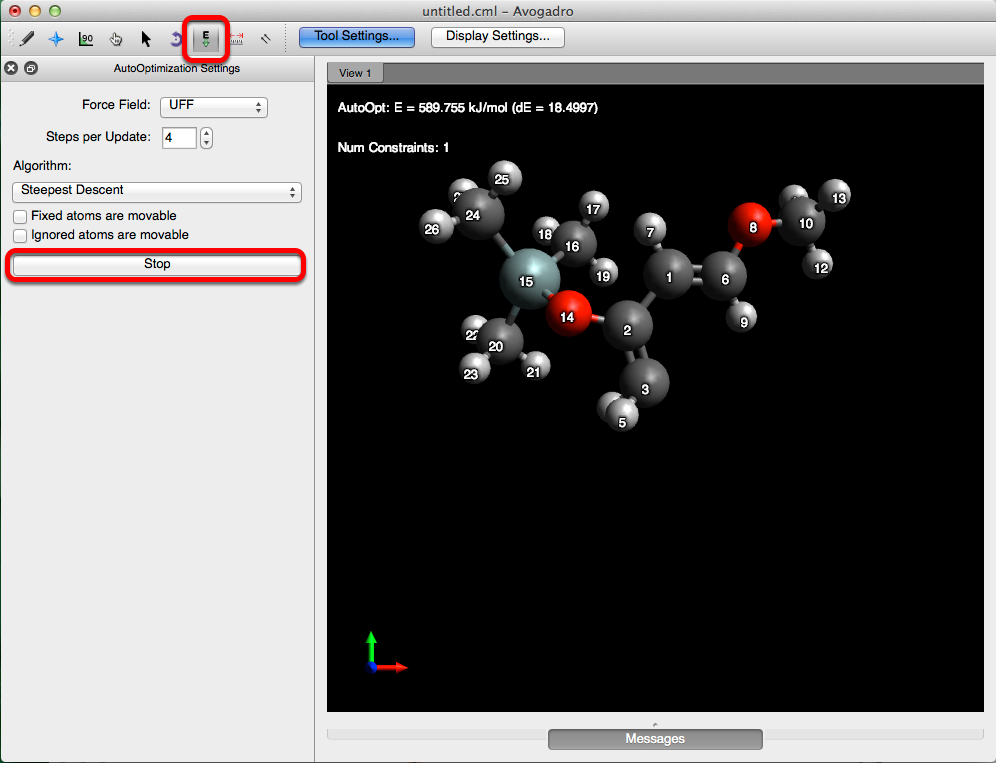 untitled.cml - Avogadro
90
E
Tool Settings...
Display Settings...
AutoOptimization Settings
Force Field: UFF
Steps per Update: 4
Algorithm:
Steepest Descent
Fixed atoms are movable
Ignored atoms are movable
Stop
View 1
AutoOpt: E = 589.755 kJ/mol (dE = 18.4997)
Num Constraints: 1
25
24
26
17
18
16
19
7
13
8
10
12
15
14
1
6
9
2
20
21
23
3
5
Messages